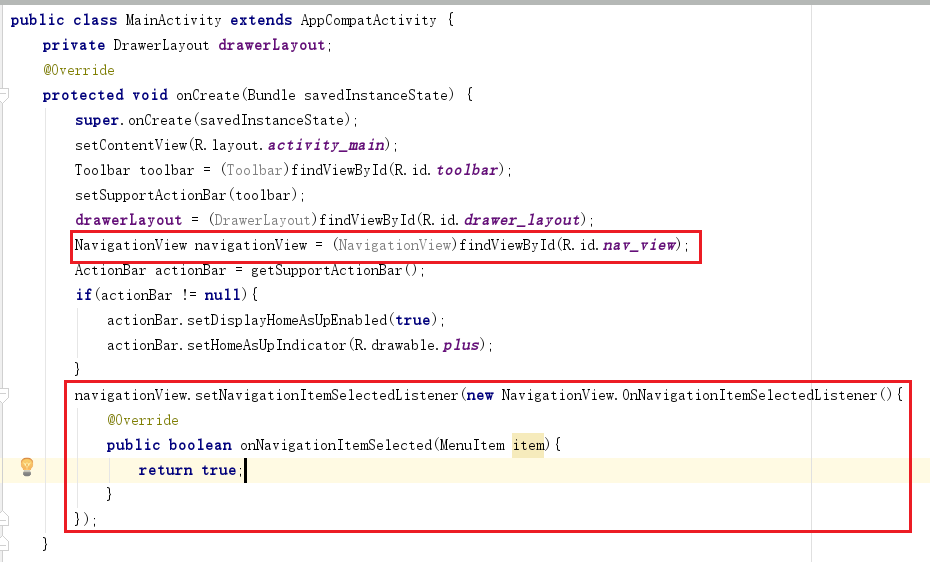 public class MainActivity extends AppCompatActivity {
    private DrawerLayout drawerLayout;
    @Override
    protected void onCreate(Bundle savedInstanceState) {
        super.onCreate(savedInstanceState);
        setContentView(R.layout.activity_main);
        Toolbar toolbar = (Toolbar)findViewById(R.id.toolbar);
        setSupportActionBar(toolbar);
        drawerLayout = (DrawerLayout)findViewById(R.id.drawer_layout);
        NavigationView navigationView = (NavigationView)findViewById(R.id.nav_view);
        ActionBar actionBar = getSupportActionBar();
        if(actionBar != null){
            actionBar.setDisplayHomeAsUpEnabled(true);
            actionBar.setHomeAsUpIndicator(R.drawable.plus);
        }
        navigationView.setNavigationItemSelectedListener(new NavigationView.OnNavigationItemSelectedListener(){
            @Override
            public boolean onNavigationItemSelected(MenuItem item){
                return true;
            }
        });
    }